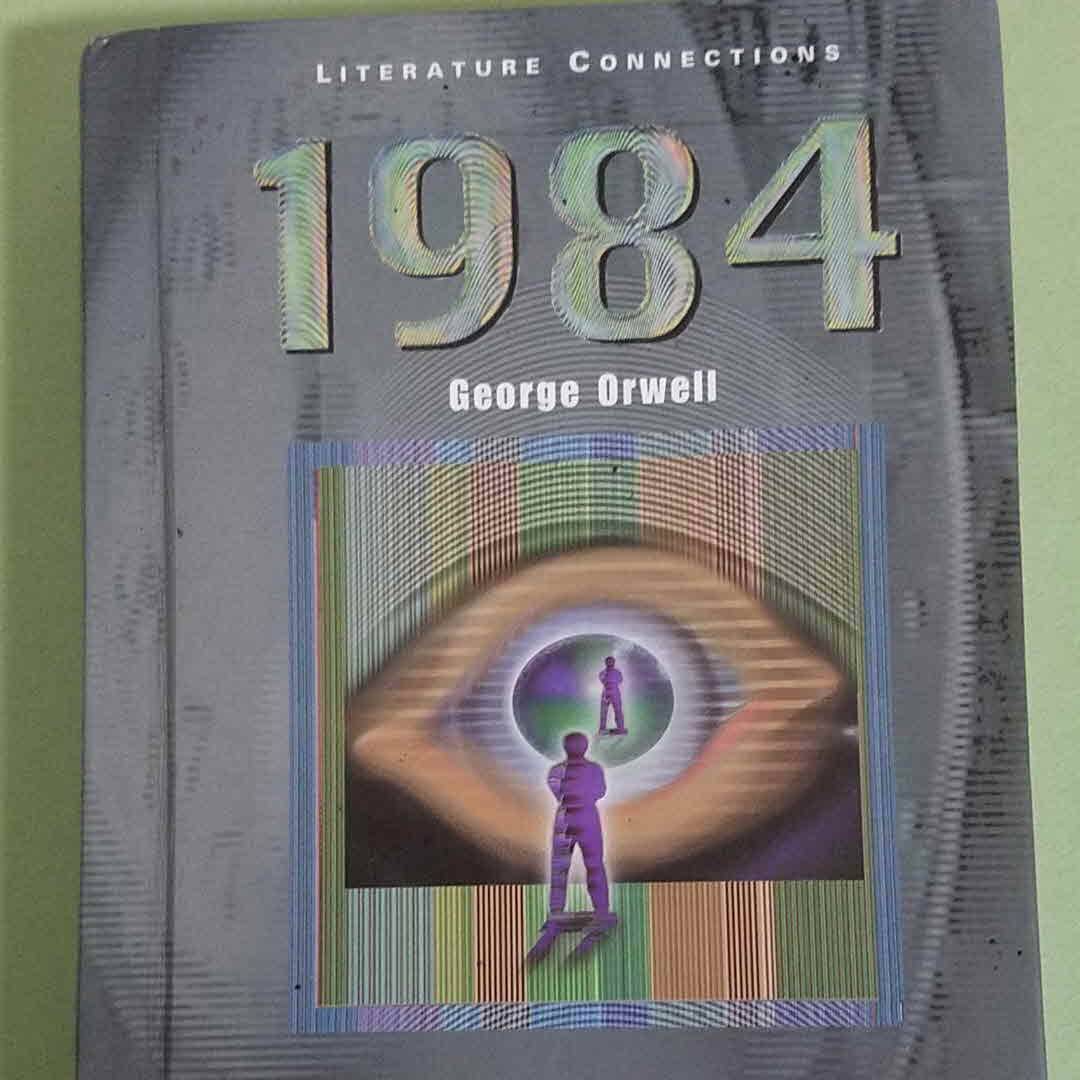 LITERATURE CONNECTIONS
1984
George Orwell